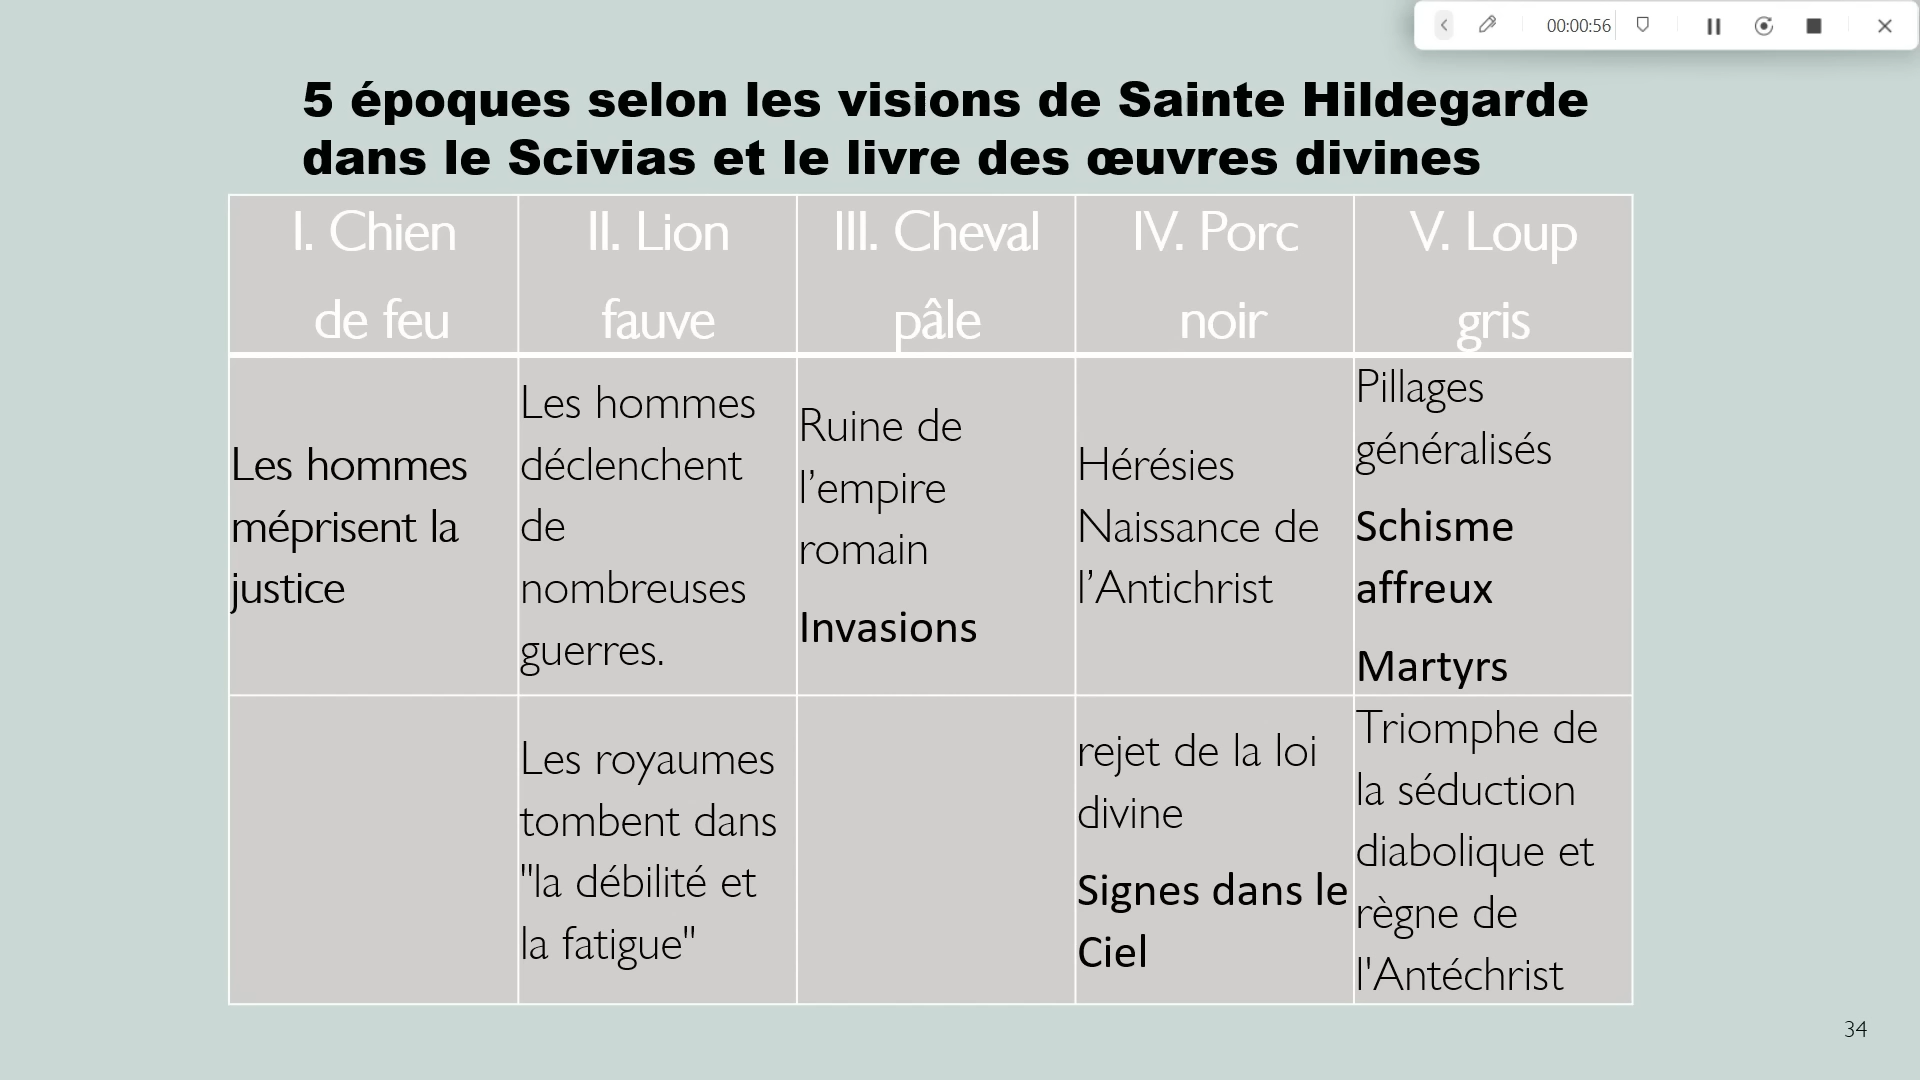 00:00:56
5 époques selon les visions de Sainte Hildegarde
dans le Scivias et le livre des œuvres divines
I. Chien
de feu
II. Lion
fauve
III. Cheval
pâle
IV. Porc
noir
V. Loup
gris
Les hommes
méprisent la
justice
Les hommes
déclenchent
de
nombreuses
guerres.
Ruine de
l’empire
romain
Invasions
Hérésies
Naissance de
l’Antichrist
Pillages
généralisés
Schisme
affreux
Martyrs
Les royaumes
tombent dans
"la débilité et
la fatigue"
rejet de la loi
divine
Signes dans le
Ciel
Triomphe de
la séduction
diabolique et
règne de
l'Antéchrist
34